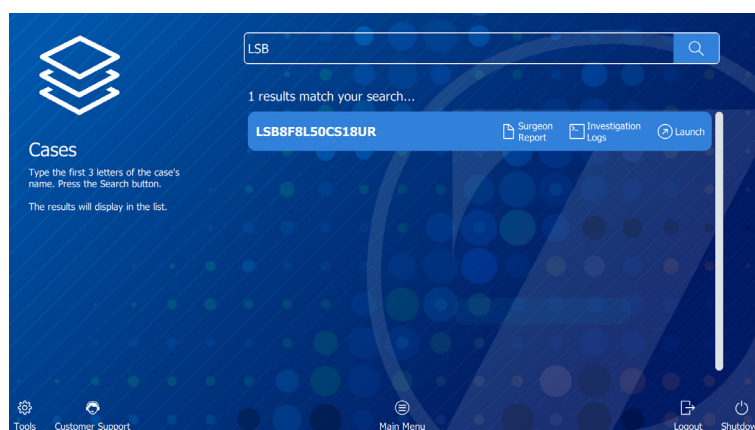 LSB
1 results match your search...
LSB8F8L50CS18UR
Surgeon
Report
Investigation
Logs
Launch
Cases
Type the first 3 letters of the case's
name. Press the Search button.
The results will display in the list.
Tools
Customer Support
Main Menu
Logout
Shutdow